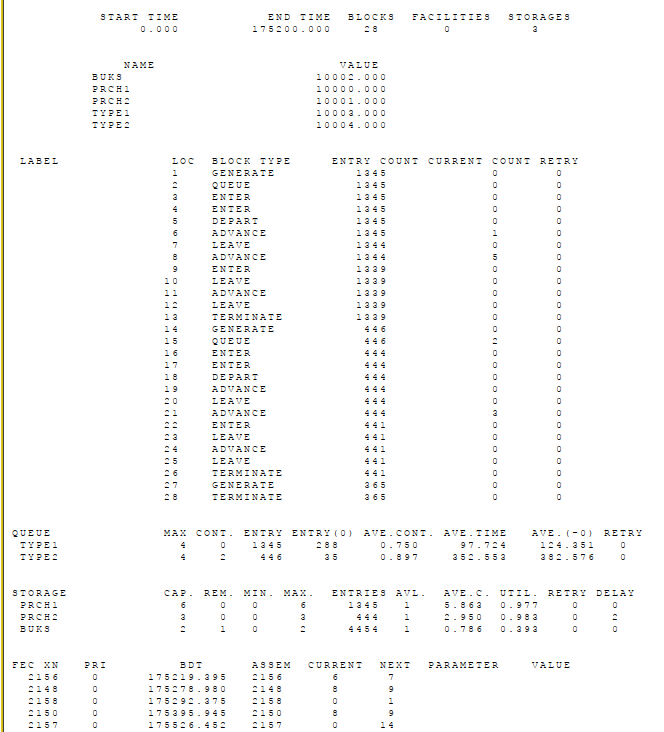 START TIME END TIME BLOCKS FACILITIES STORAGES
0.000 175200.000 28 0 3
NAME VALUE
BUKS 10002.000
PRCH1 10000.000
PRCH2 10001.000
TYPE1 10003.000
TYPE2 10004.000
LABEL LOC BLOCK TYPE ENTRY COUNT CURRENT COUNT RETRY
1 GENERATE 1345 0 0
2 QUEUE 1345 0 0
3 ENTER 1345 0 0
4 ENTER 1345 0 0
5 DEPART 1345 0 0
6 ADVANCE 1345 1 0
7 LEAVE 1344 0 0
8 ADVANCE 1344 5 0
9 ENTER 1339 0 0
10 LEAVE 1339 0 0
11 ADVANCE 1339 0 0
12 LEAVE 1339 0 0
13 TERMINATE 1339 0 0
14 GENERATE 446 0 0
15 QUEUE 446 2 0
16 ENTER 444 0 0
17 ENTER 444 0 0
18 DEPART 444 0 0
19 ADVANCE 444 0 0
20 LEAVE 444 0 0
21 ADVANCE 444 3 0
22 ENTER 441 0 0
23 LEAVE 441 0 0
24 ADVANCE 441 0 0
25 LEAVE 441 0 0
26 TERMINATE 441 0 0
27 GENERATE 365 0 0
28 TERMINATE 365 0 0
QUEUE MAX CONT. ENTRY ENTRY(0) AVE.CONT. AVE.TIME AVE.(-0) RETRY
TYPE1 4 0 1345 288 0.750 97.724 124.351 0
TYPE2 4 2 446 35 0.897 352.553 382.576 0
STORAGE CAP. REM. MIN. MAX. ENTRIES AVL. AVE.C. UTIL. RETRY DELAY
PRCH1 6 0 0 6 1345 1 5.863 0.977 0 0
PRCH2 3 0 0 3 444 1 2.950 0.983 0 2
BUKS 2 1 0 2 4454 1 0.786 0.393 0 0
FEC XN PRI BDT ASSEM CURRENT NEXT PARAMETER VALUE
2156 0 175219.395 2156 6 7
2148 0 175278.980 2148 8 9
2158 0 175292.375 2158 0 1
2150 0 175395.945 2150 8 9
2157 0 175526.452 2157 0 14